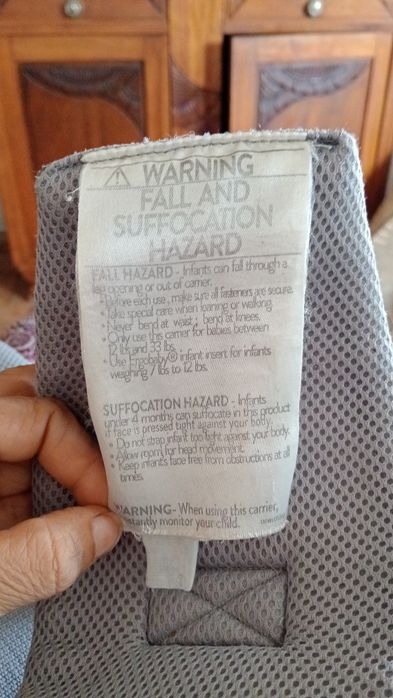 WARNING
FALL AND
SUFFOCATION
HAZARD
FALL HAZARD - Infants can fall through a
leg opening or out of carrier.
• Before each use, make sure all fasteners are secure.
• Take special care when leaning or walking.
• Never bend at waist; bend at knees.
• Only use this carrier for babies between
12 lbs and 33 lbs.
• Use Ergobaby® infant insert for infants
weighing 7 lbs to 12 lbs.
SUFFOCATION HAZARD - Infants
under 4 months can suffocate in this product
if face is pressed tight against your body.
• Do not strap infant too tight against your body.
• Allow room for head movement.
• Keep infant's face free from obstructions at all
times.
WARNING- When using this carrier,
constantly monitor your child.